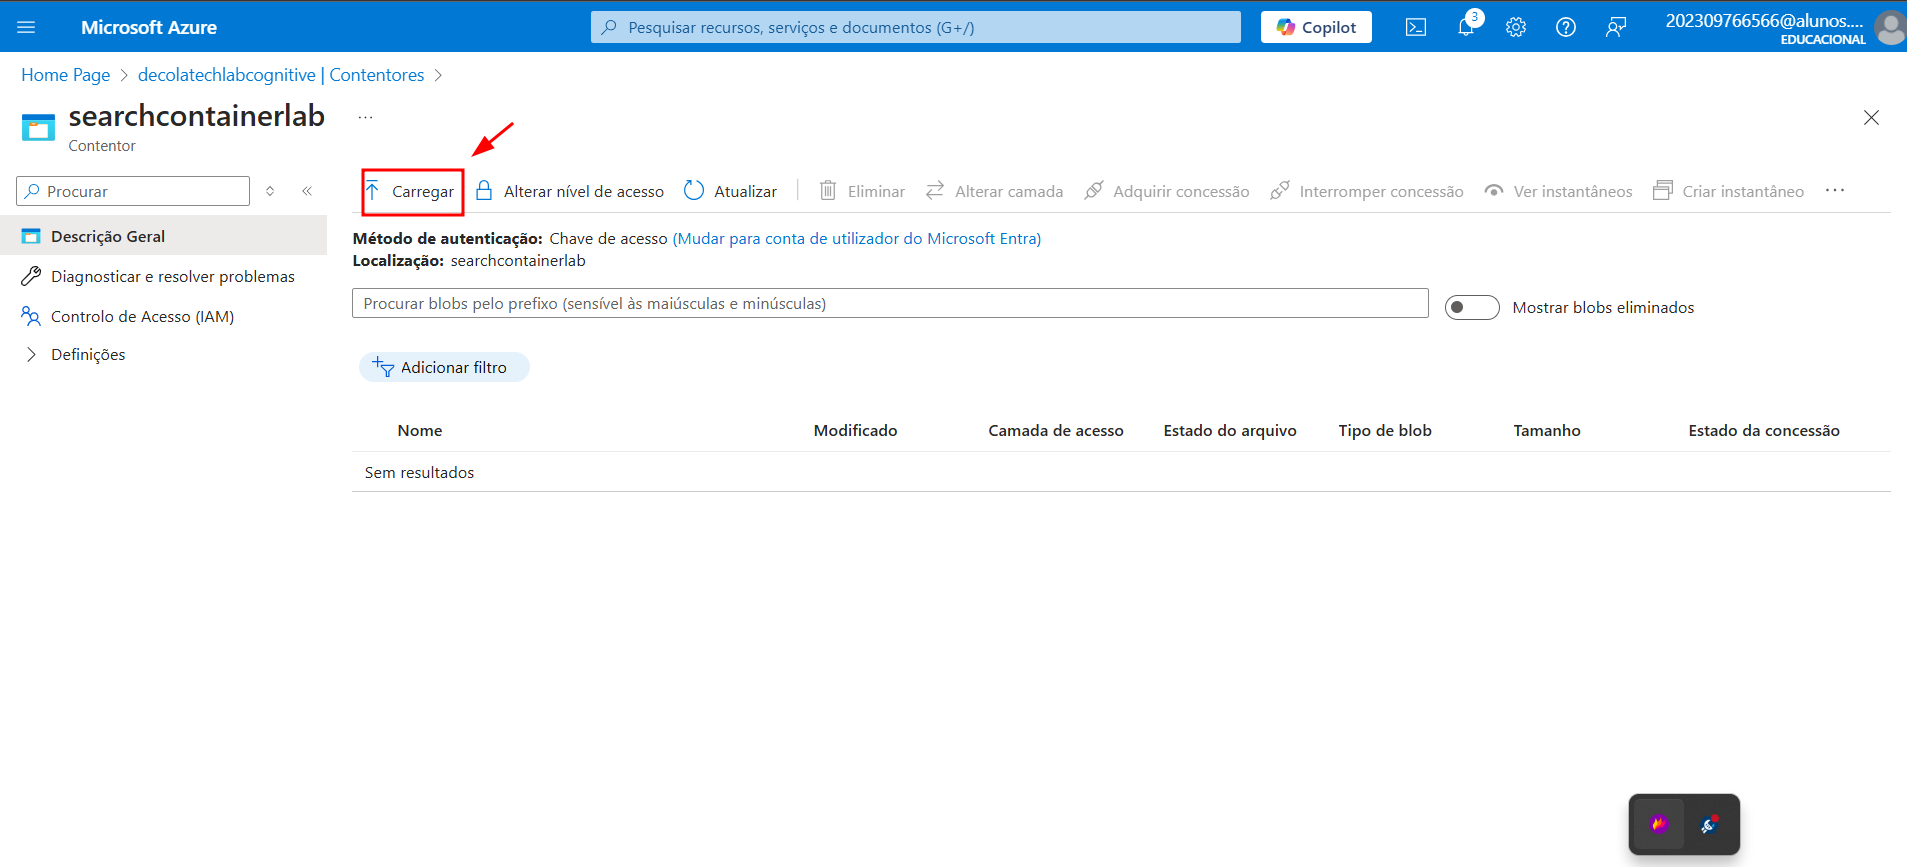 Microsoft Azure
Pesquisar recursos, serviços e documentos (G+/)
Copilot
3
202309766566@alunos....
EDUCACIONAL
Home Page > decolatechlabcognitive | Contentores >
searchcontainerlab ...
Contentor
Procurar
Carregar Alterar nível de acesso Atualizar Eliminar Alterar camada Adquirir concessão Interromper concessão Ver instantâneos Criar instantâneo ...
Descrição Geral
Diagnosticar e resolver problemas
Controlo de Acesso (IAM)
Definições
Método de autenticação: Chave de acesso (Mudar para conta de utilizador do Microsoft Entra)
Localização: searchcontainerlab
Procurar blobs pelo prefixo (sensível às maiúsculas e minúsculas)
Mostrar blobs eliminados
Adicionar filtro
Nome Modificado Camada de acesso Estado do arquivo Tipo de blob Tamanho Estado da concessão
Sem resultados